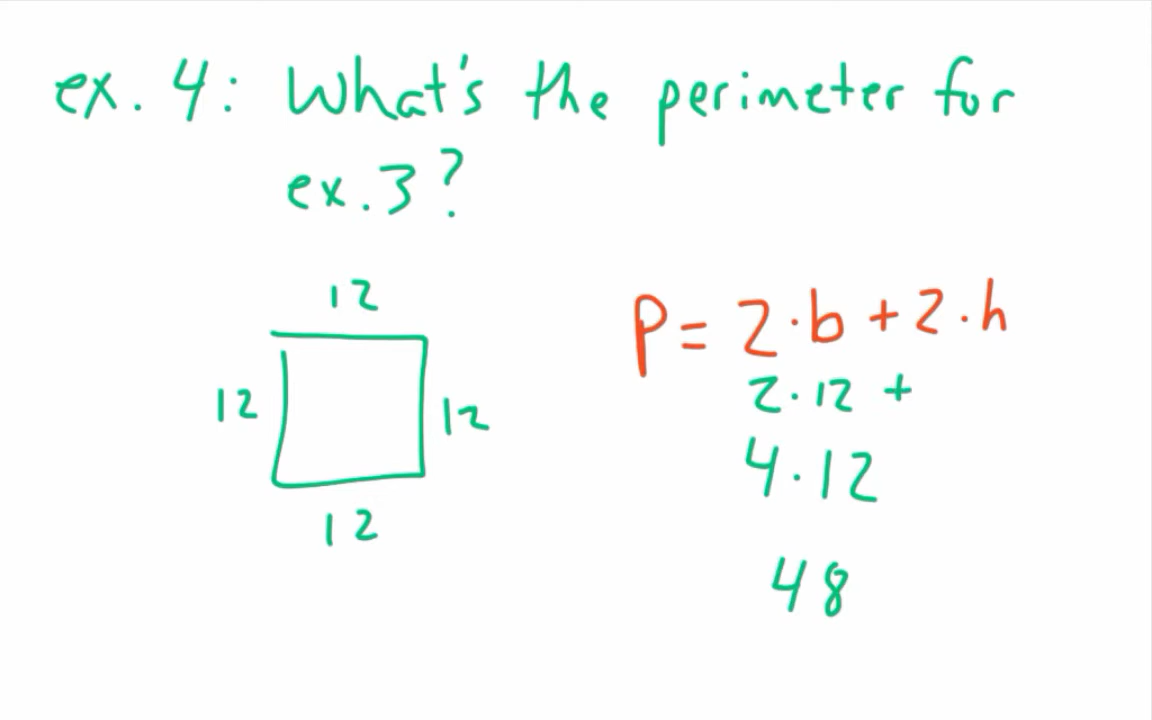 ex. 4: What's the perimeter for
ex. 3?
12
12
12
12
P = 2·b + 2·h
2·12 +
4·12
48